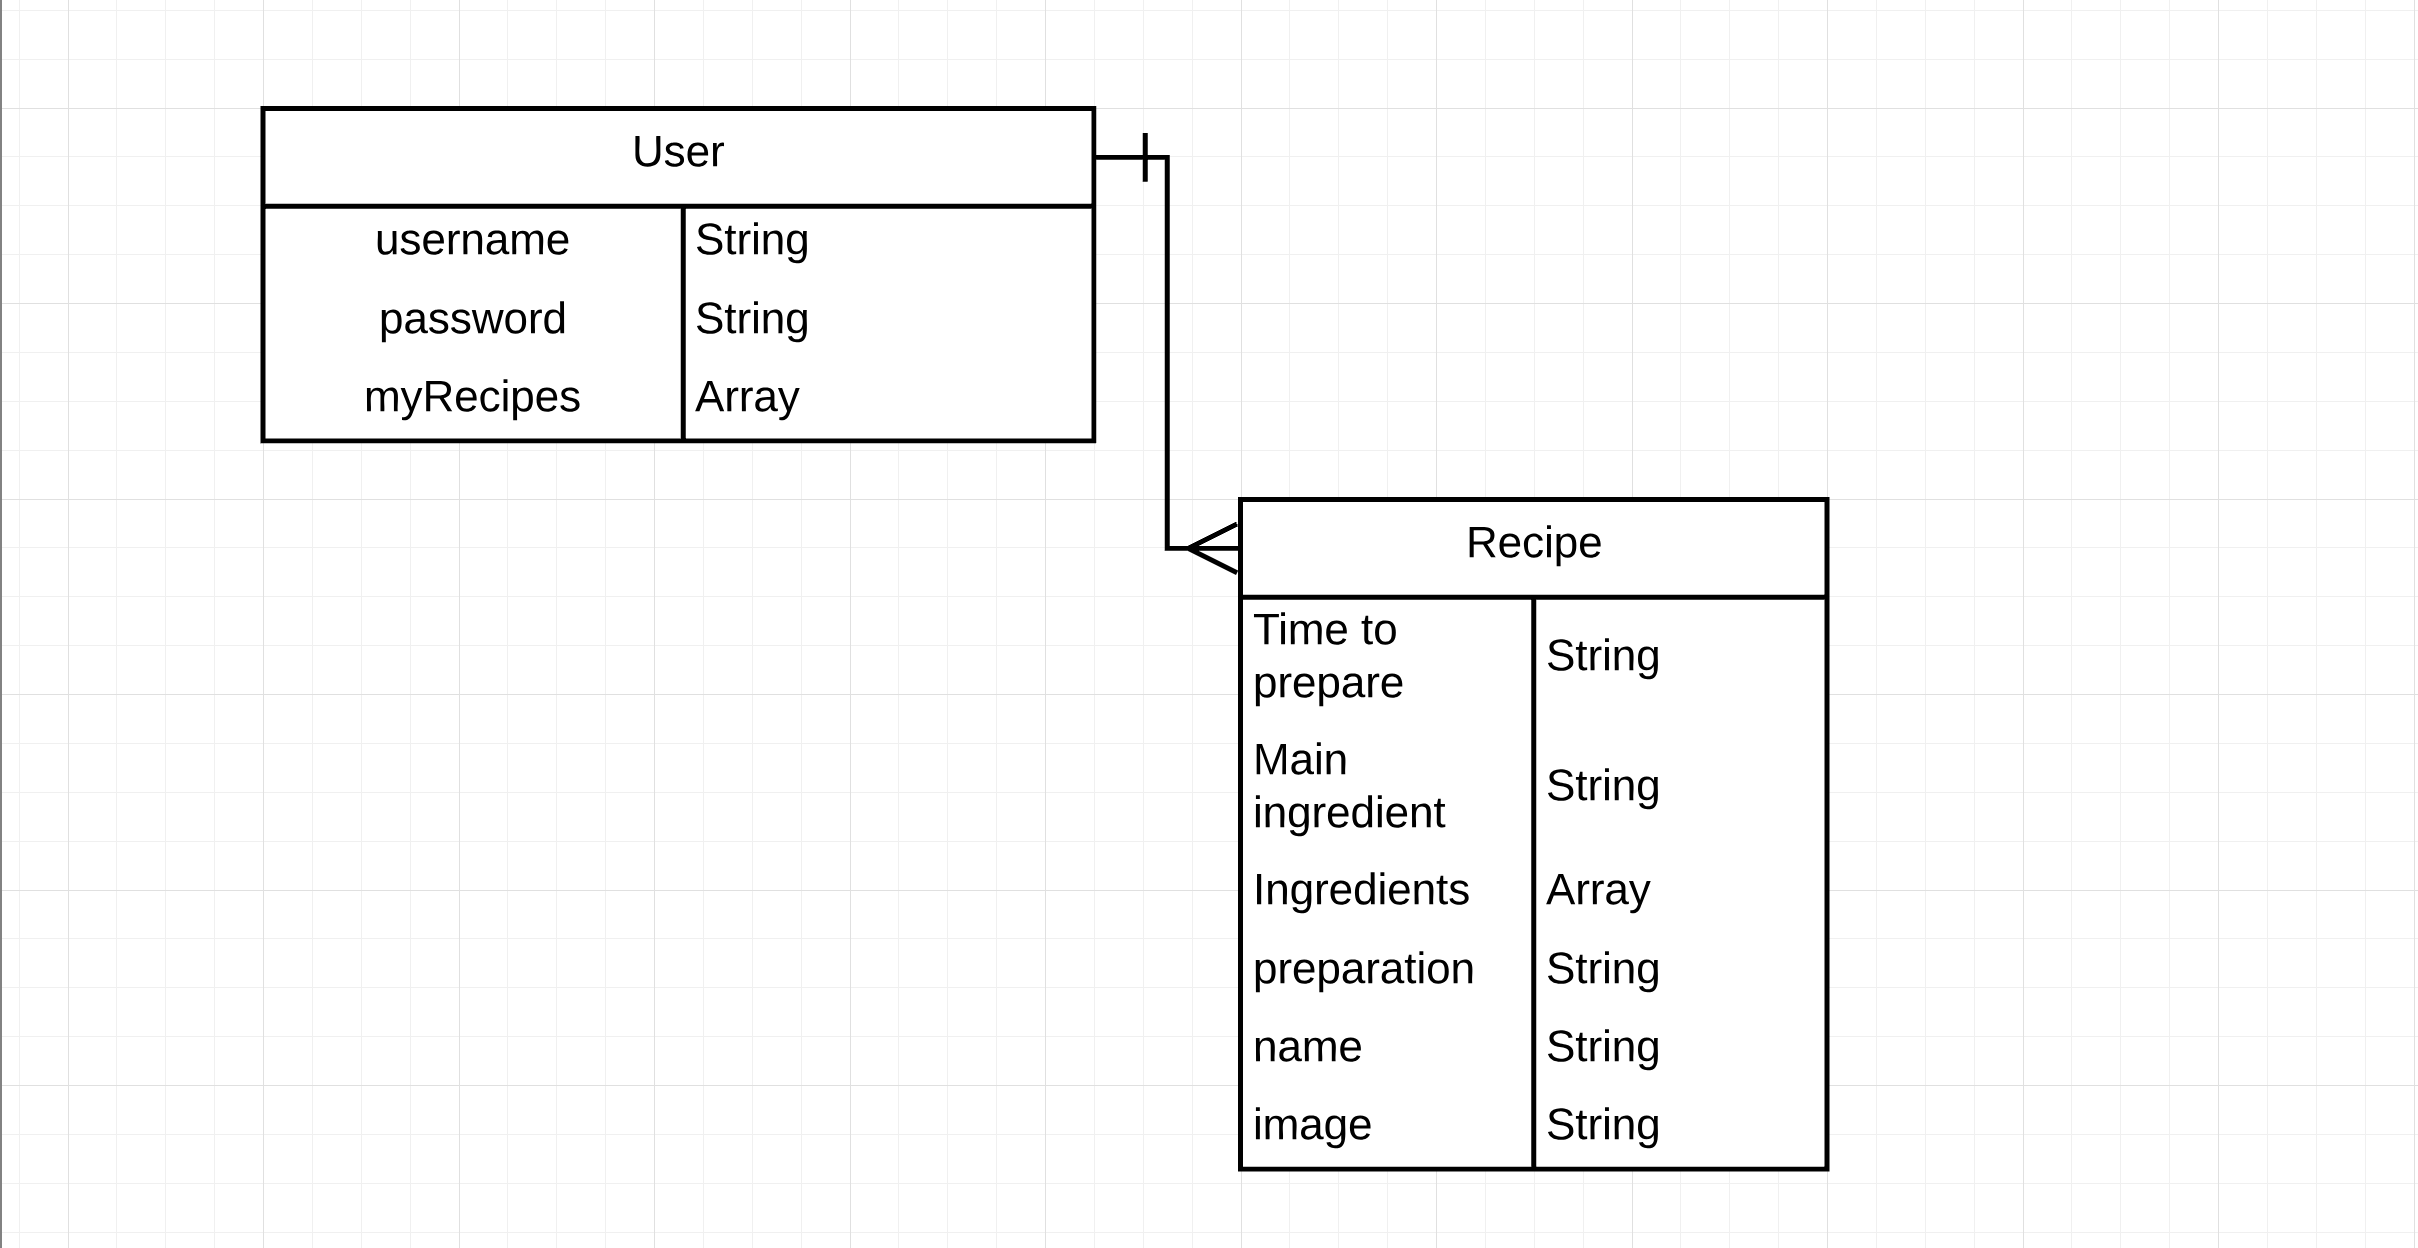 User
username String
password String
myRecipes Array
Recipe
Time to
prepare
String
Main
ingredient
String
Ingredients Array
preparation String
name String
image String